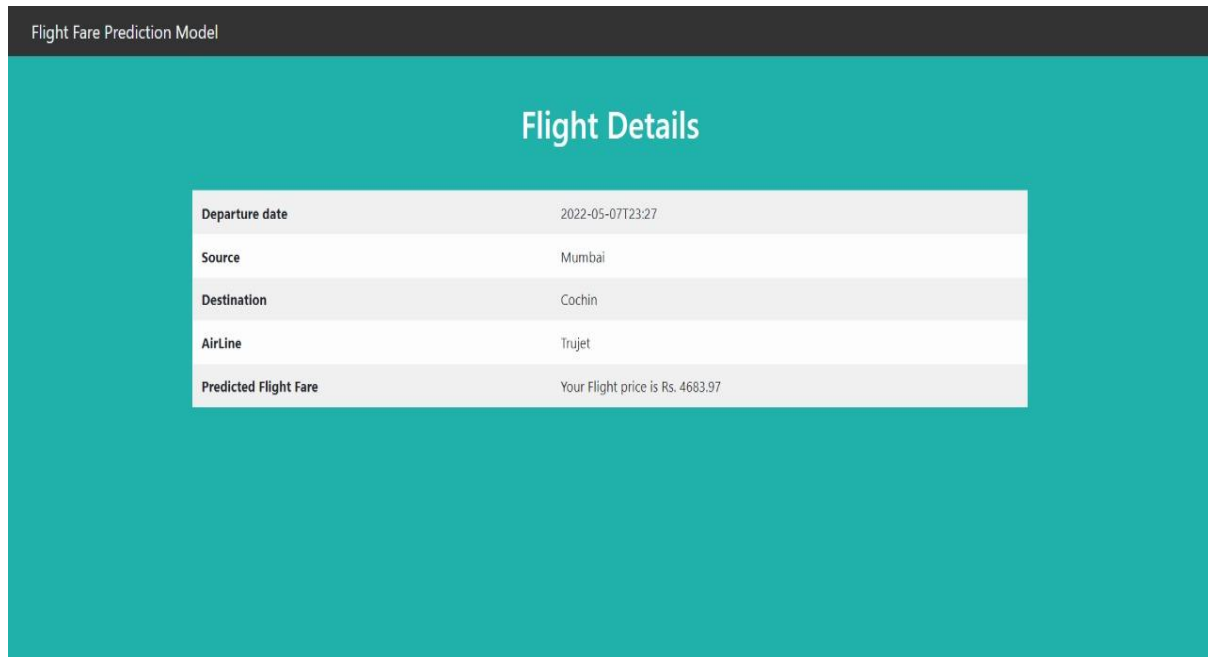 Flight Fare Prediction Model
Flight Details
Departure date 2022-05-07T23:27
Source Mumbai
Destination Cochin
AirLine Trujet
Predicted Flight Fare Your Flight price is Rs. 4683.97